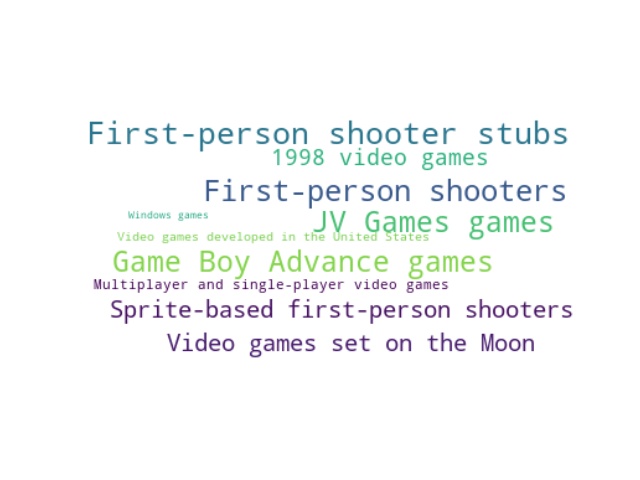 First-person shooter stubs
1998 video games
First-person shooters
Windows games
JV Games games
Video games developed in the United States
Game Boy Advance games
Multiplayer and single-player video games
Sprite-based first-person shooters
Video games set on the Moon